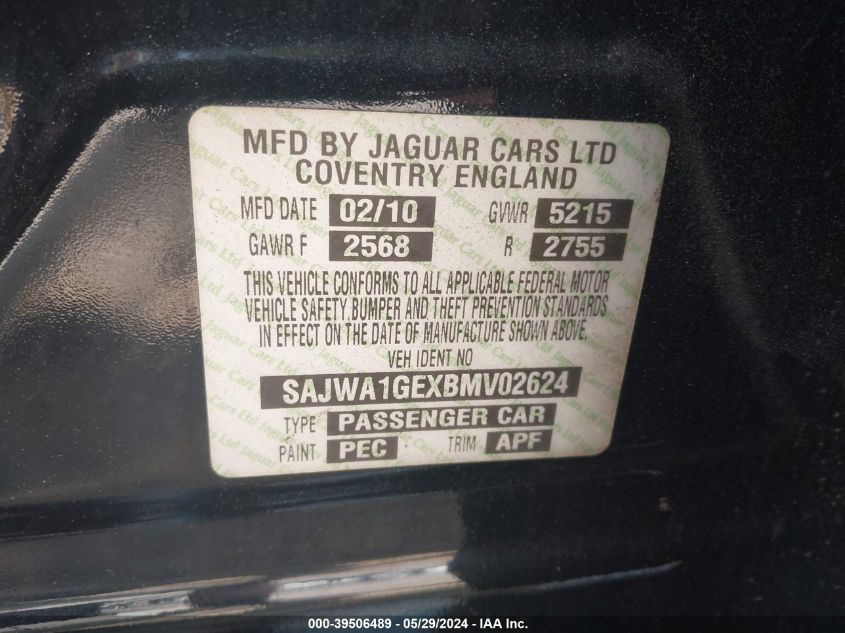 MFD BY JAGUAR CARS LTD
COVENTRY ENGLAND
MFD DATE 02/10 GVWR 5215
GAWR F 2568 R 2755
THIS VEHICLE CONFORMS TO ALL APPLICABLE FEDERAL MOTOR
VEHICLE SAFETY, BUMPER AND THEFT PREVENTION STANDARDS
IN EFFECT ON THE DATE OF MANUFACTURE SHOWN ABOVE.
VEH IDENT NO
SAJWA1GEXBMV02624
TYPE PASSENGER CAR
PAINT PEC TRIM APF
000-39506489 - 05/29/2024 - IAA Inc.